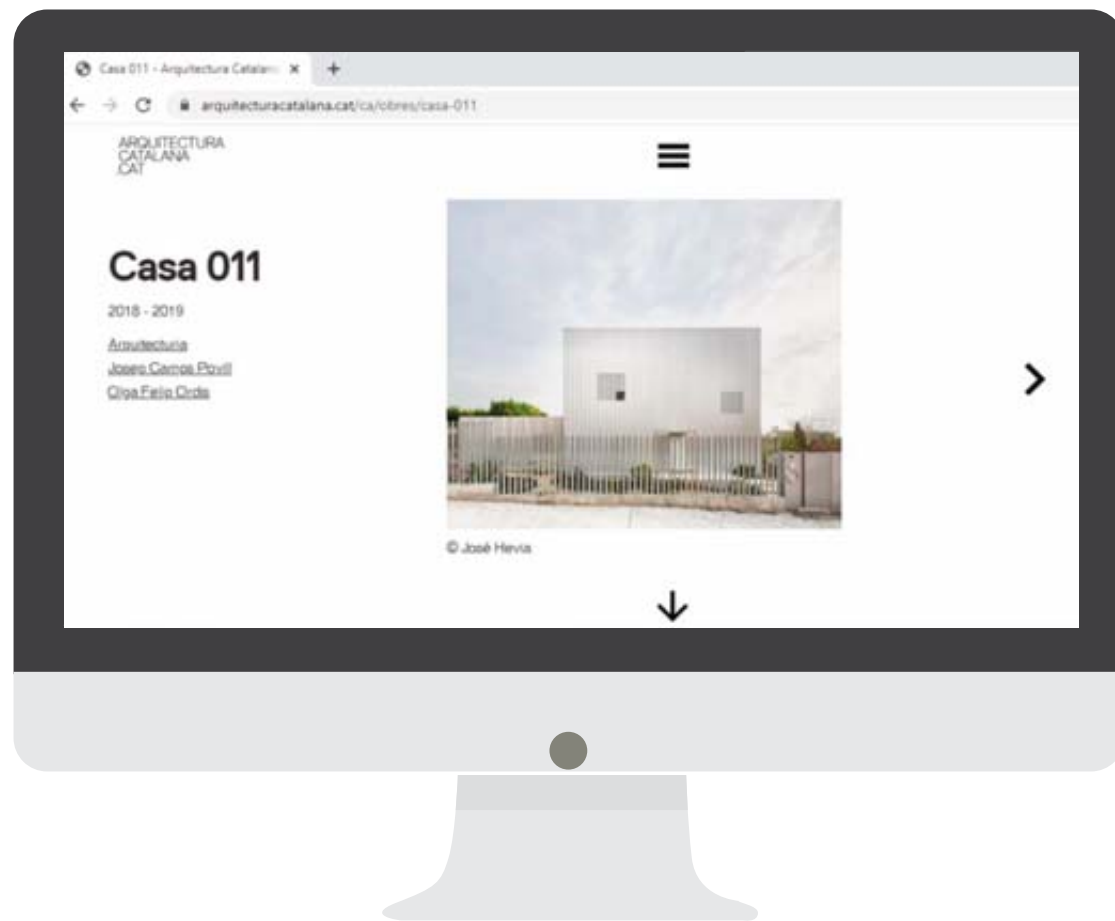 Casa 011 - Arquitectura Catalan
arquitecturacatalana.cat/ca/obres/casa-011
ARQUITECTURA
CATALANA
.CAT
Casa 011
2018 - 2019
Arquitectura
Josep Camps Povill
Olga Felip Ordis
© José Hevia